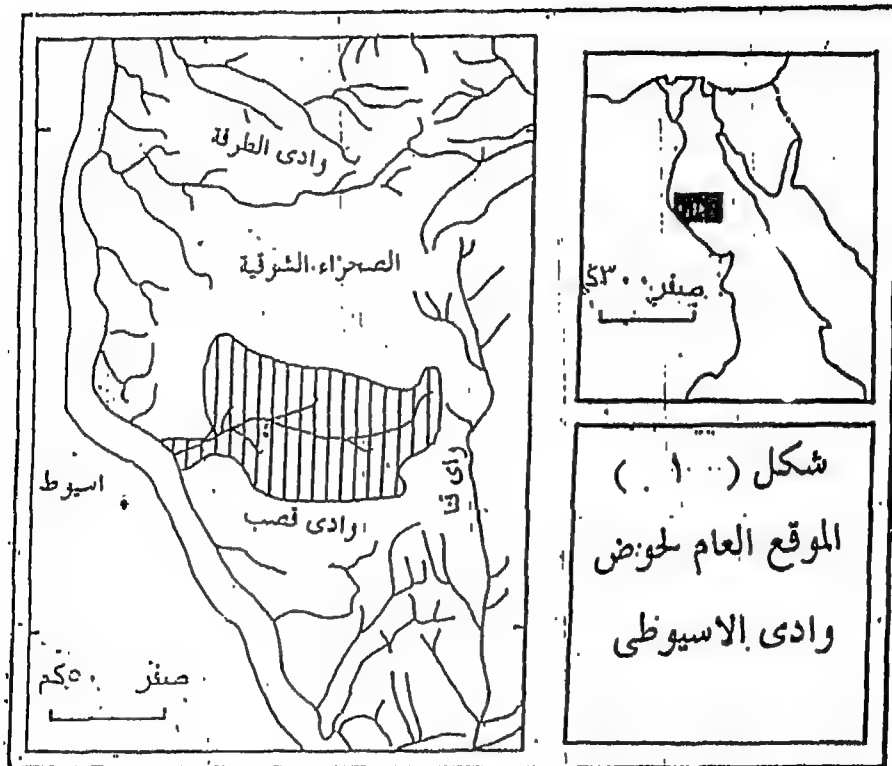 وادى الطرفة
الصحراء الشرقية
اسيوط
وادى قنا
وادى قصب
صفر ٥٠كم
صفر ٣٠٠
شكل ( ١ )
الموقع العام لحوض
وادى الاسيوطى